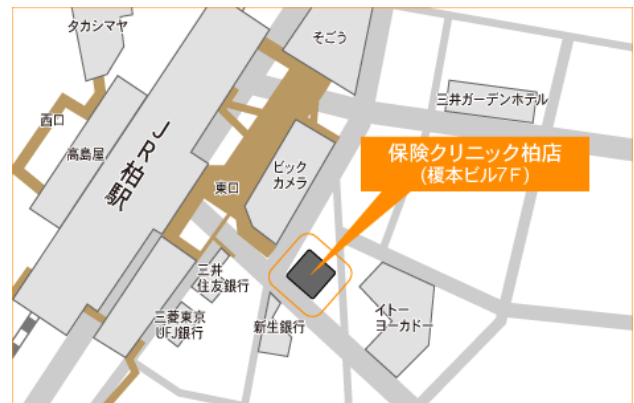 タカシマヤ
そごう
三井ガーデンホテル
西口
高島屋
JR柏駅
東口
ビック
カメラ
保険クリニック柏店
(榎本ビル7F)
三井
住友銀行
三菱東京
UFJ銀行
新生銀行
イトー
ヨーカドー